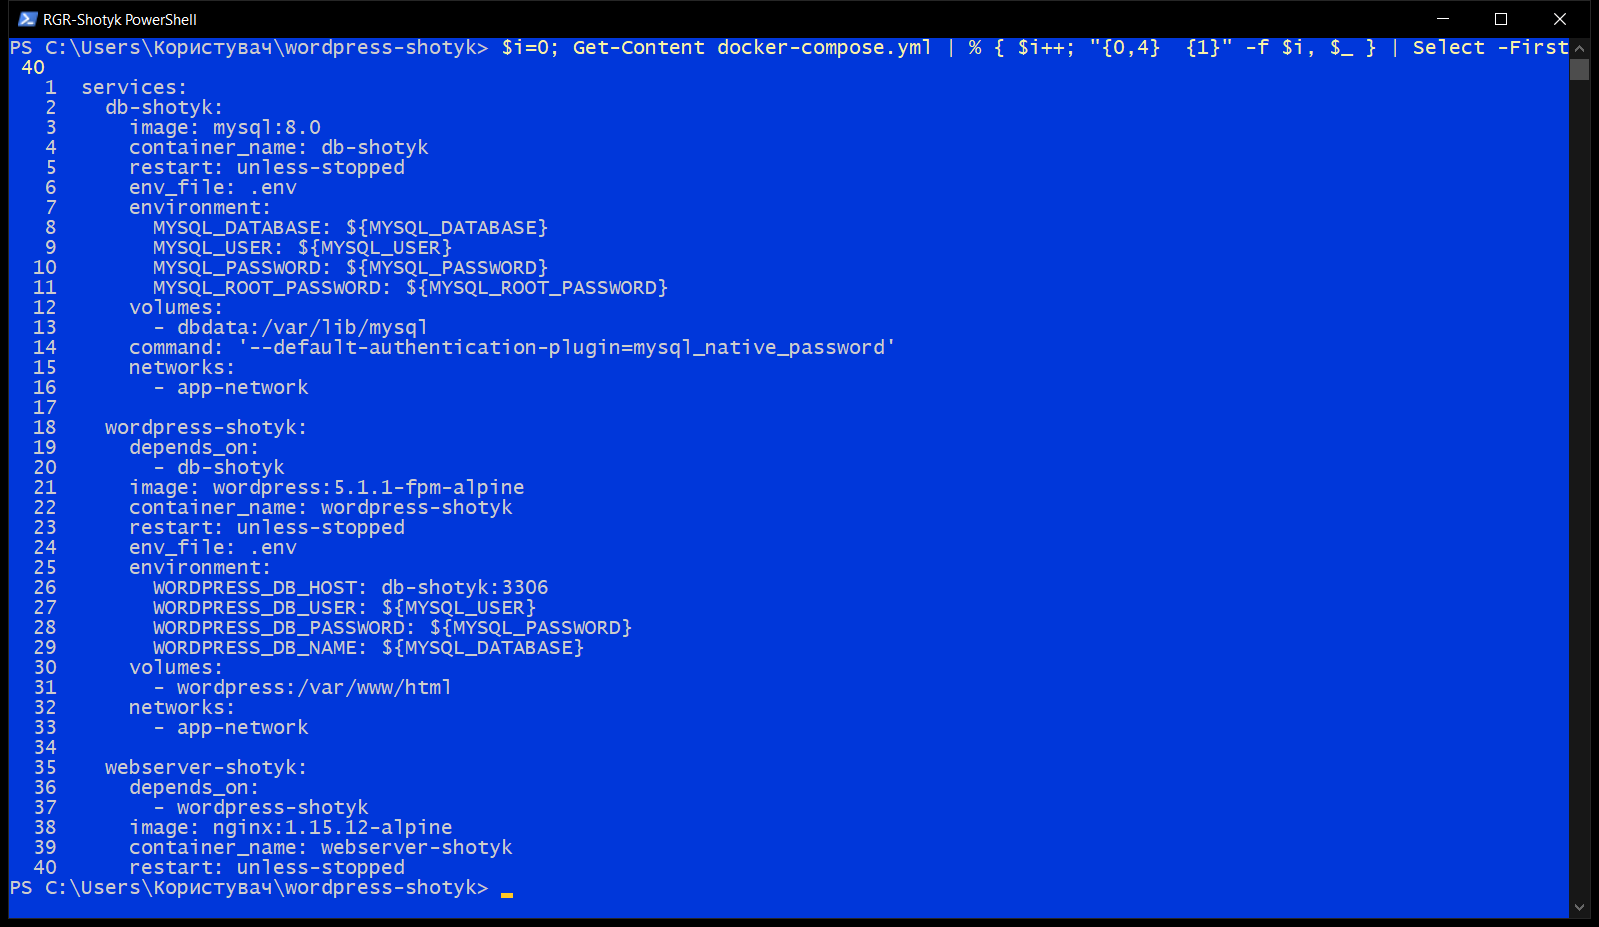 RGR-Shotyk PowerShell
PS C:\Users\Користувач\wordpress-shotyk> $i=0; Get-Content docker-compose.yml | % { $i++; "{0,4}  {1}" -f $i, $_ } | Select -First
 40
   1  services:
   2    db-shotyk:
   3      image: mysql:8.0
   4      container_name: db-shotyk
   5      restart: unless-stopped
   6      env_file: .env
   7      environment:
   8        MYSQL_DATABASE: ${MYSQL_DATABASE}
   9        MYSQL_USER: ${MYSQL_USER}
  10        MYSQL_PASSWORD: ${MYSQL_PASSWORD}
  11        MYSQL_ROOT_PASSWORD: ${MYSQL_ROOT_PASSWORD}
  12      volumes:
  13        - dbdata:/var/lib/mysql
  14      command: '--default-authentication-plugin=mysql_native_password'
  15      networks:
  16        - app-network
  17
  18    wordpress-shotyk:
  19      depends_on:
  20        - db-shotyk
  21      image: wordpress:5.1.1-fpm-alpine
  22      container_name: wordpress-shotyk
  23      restart: unless-stopped
  24      env_file: .env
  25      environment:
  26        WORDPRESS_DB_HOST: db-shotyk:3306
  27        WORDPRESS_DB_USER: ${MYSQL_USER}
  28        WORDPRESS_DB_PASSWORD: ${MYSQL_PASSWORD}
  29        WORDPRESS_DB_NAME: ${MYSQL_DATABASE}
  30      volumes:
  31        - wordpress:/var/www/html
  32      networks:
  33        - app-network
  34
  35    webserver-shotyk:
  36      depends_on:
  37        - wordpress-shotyk
  38      image: nginx:1.15.12-alpine
  39      container_name: webserver-shotyk
  40      restart: unless-stopped
PS C:\Users\Користувач\wordpress-shotyk> _